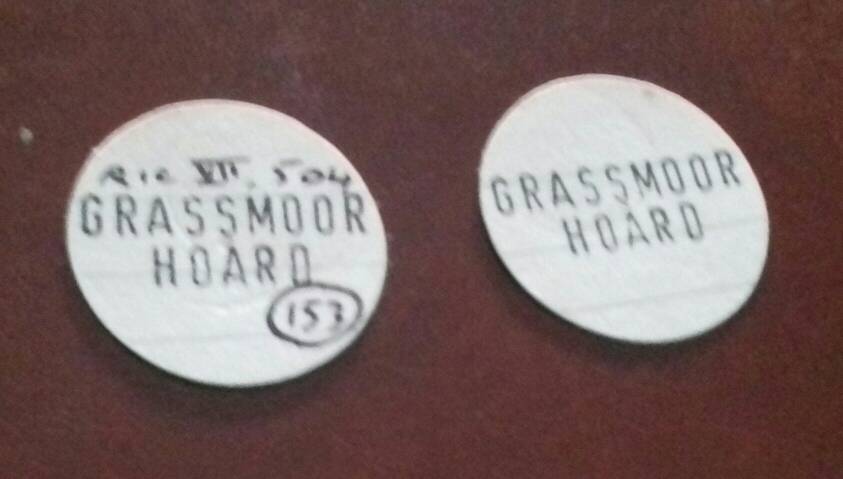 RIC VII. 504
GRASSMOOR
HOARD
153
GRASSMOOR
HOARD